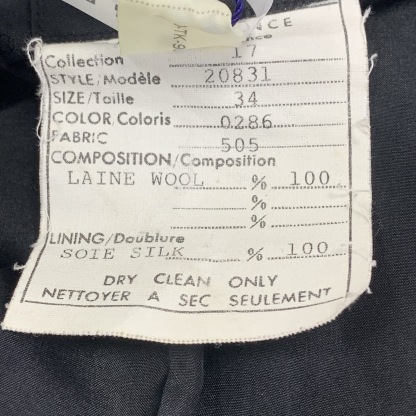 NCE
Collection 17
STYLE/Modèle 20831
SIZE/Taille 34
COLOR/Coloris 0286
FABRIC 505
COMPOSITION/Composition
LAINE WOOL % 100
%
%
LINING/Doublure
SOIE SILK % 100
DRY CLEAN ONLY
NETTOYER A SEC SEULEMENT